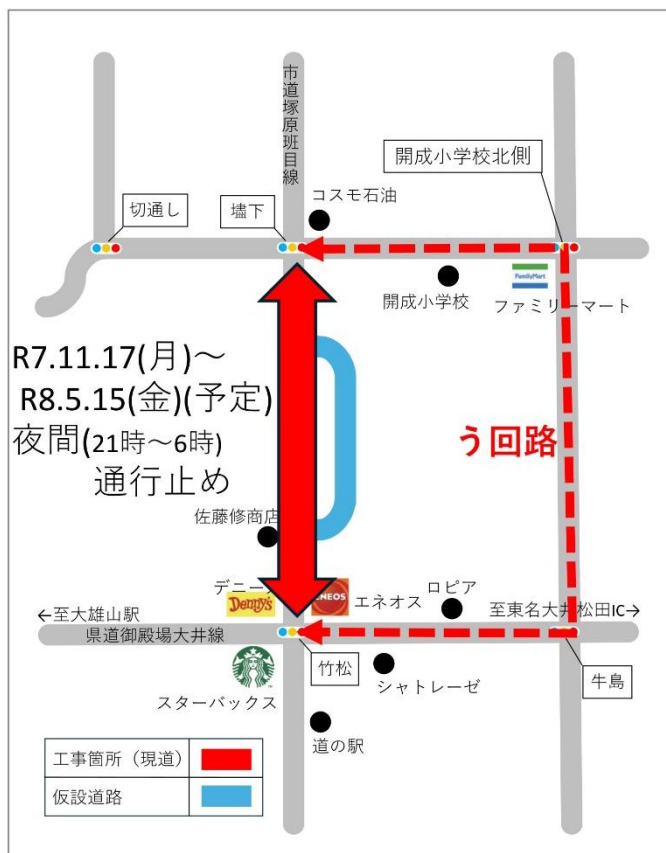 市道塚原班目線
開成小学校北側
コスモ石油
切通し
壗下
開成小学校
FamilyMart
ファミリーマート
R7.11.17(月)～
R8.5.15(金)(予定)
夜間(21時～6時)
通行止め
う回路
佐藤修商店
デニーズ
Denny's
ENEOS
エネオス
ロピア
←至大雄山駅
至東名大井松田IC→
県道御殿場大井線
竹松
シャトレーゼ
牛島
スターバックス
道の駅
工事箇所（現道）
仮設道路